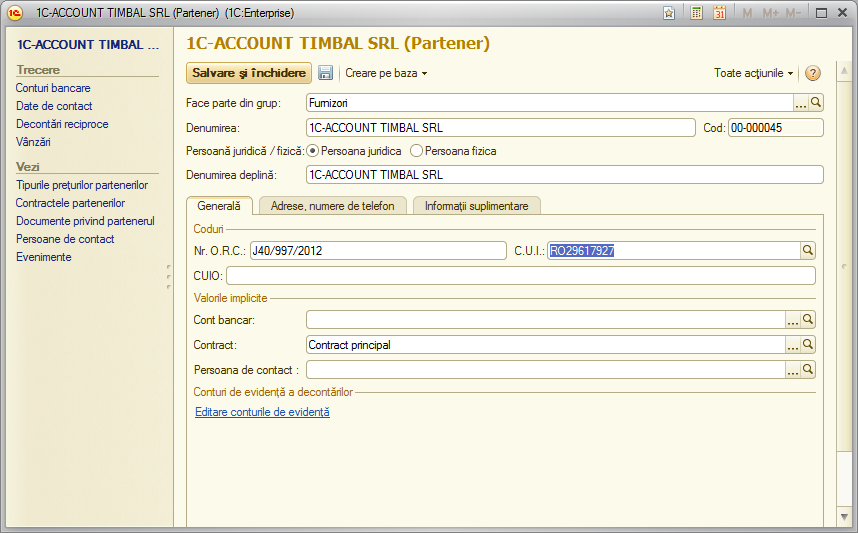 1C-ACCOUNT TIMBAL SRL (Partener) (1C:Enterprise)
M M+ M-
1C-ACCOUNT TIMBAL ...
Trecere
Conturi bancare
Date de contact
Decontări reciproce
Vânzări
Vezi
Tipurile prețurilor partenerilor
Contractele partenerilor
Documente privind partenerul
Persoane de contact
Evenimente
1C-ACCOUNT TIMBAL SRL (Partener)
Salvare și închidere Creare pe baza Toate acțiunile
Face parte din grup: Furnizori
Denumirea: 1C-ACCOUNT TIMBAL SRL Cod: 00-000045
Persoană juridică / fizică: Persoana juridica Persoana fizica
Denumirea deplină: 1C-ACCOUNT TIMBAL SRL
Generală Adrese, numere de telefon Informații suplimentare
Coduri
Nr. O.R.C.: J40/997/2012 C.U.I.: RO29617927
CUIO:
Valorile implicite
Cont bancar:
Contract: Contract principal
Persoana de contact :
Conturi de evidență a decontărilor
Editare conturile de evidență